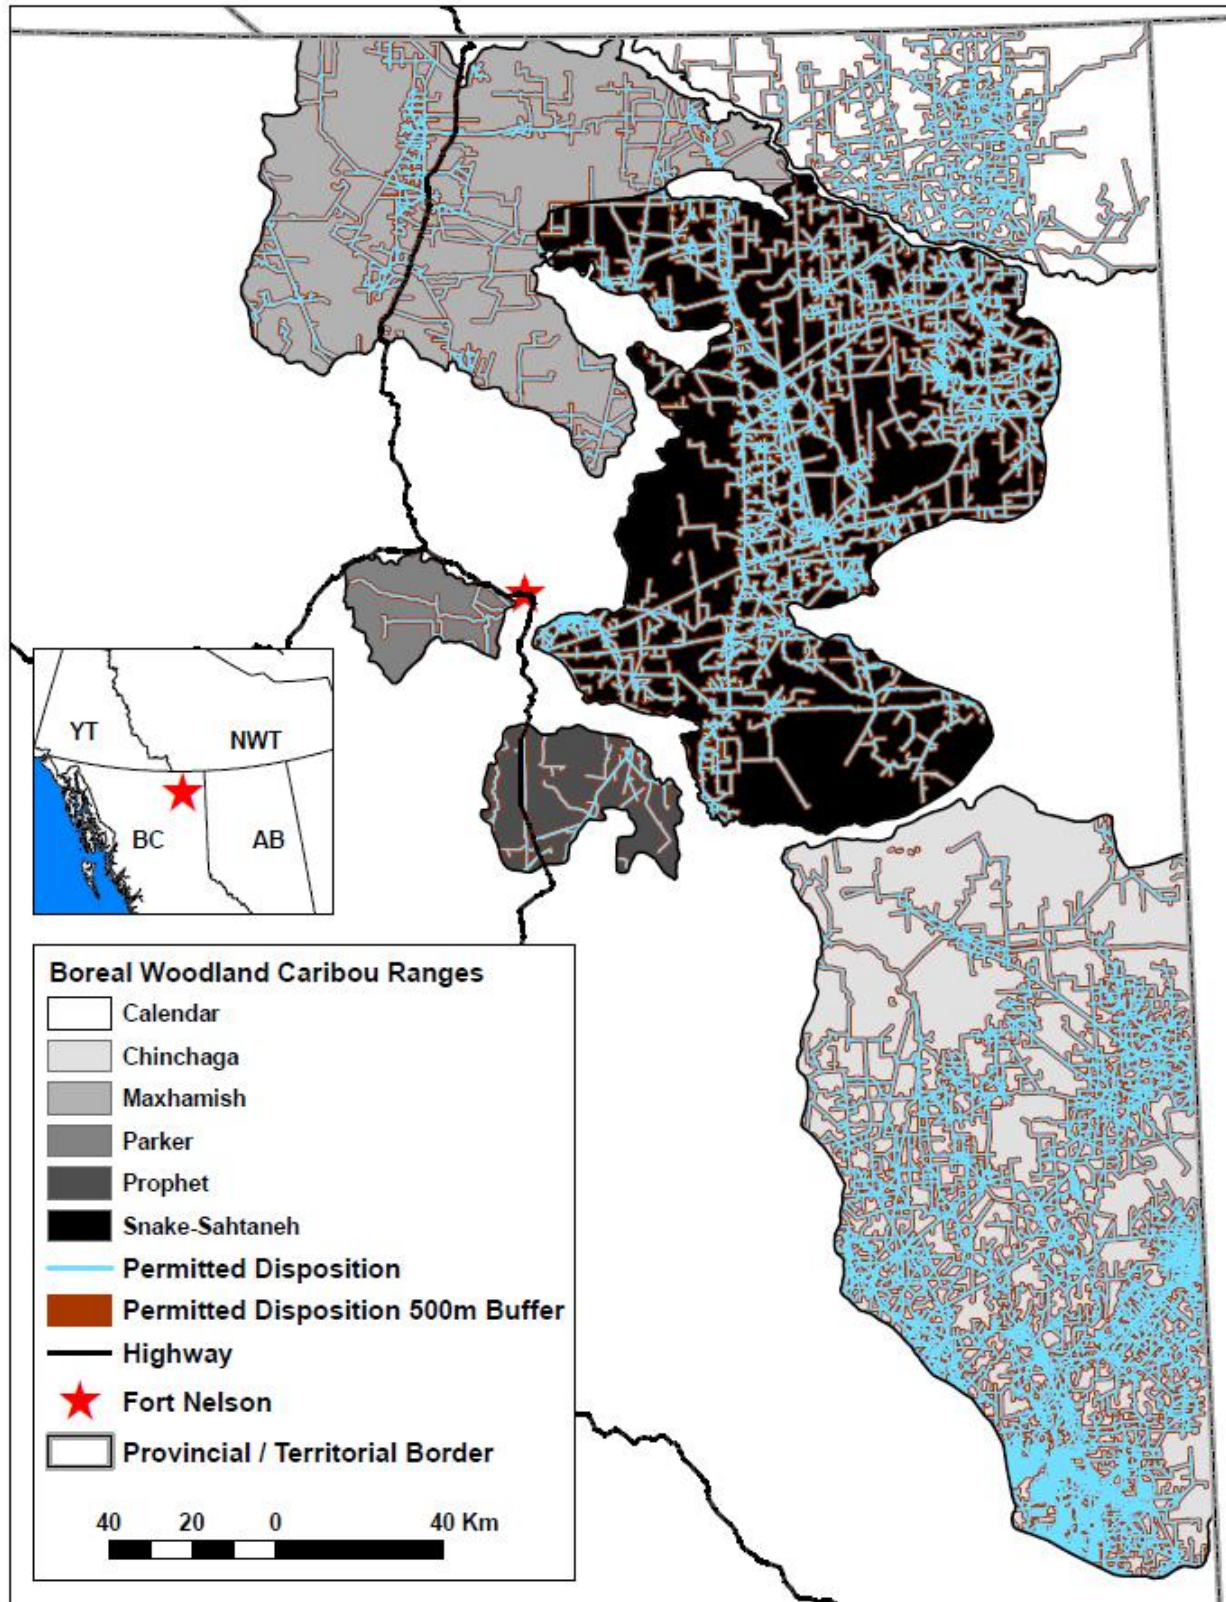 YT
NWT
BC
AB
Boreal Woodland Caribou Ranges
Calendar
Chinchaga
Maxhamish
Parker
Prophet
Snake-Sahtaneh
Permitted Disposition
Permitted Disposition 500m Buffer
Highway
Fort Nelson
Provincial / Territorial Border
40 20 0 40 Km